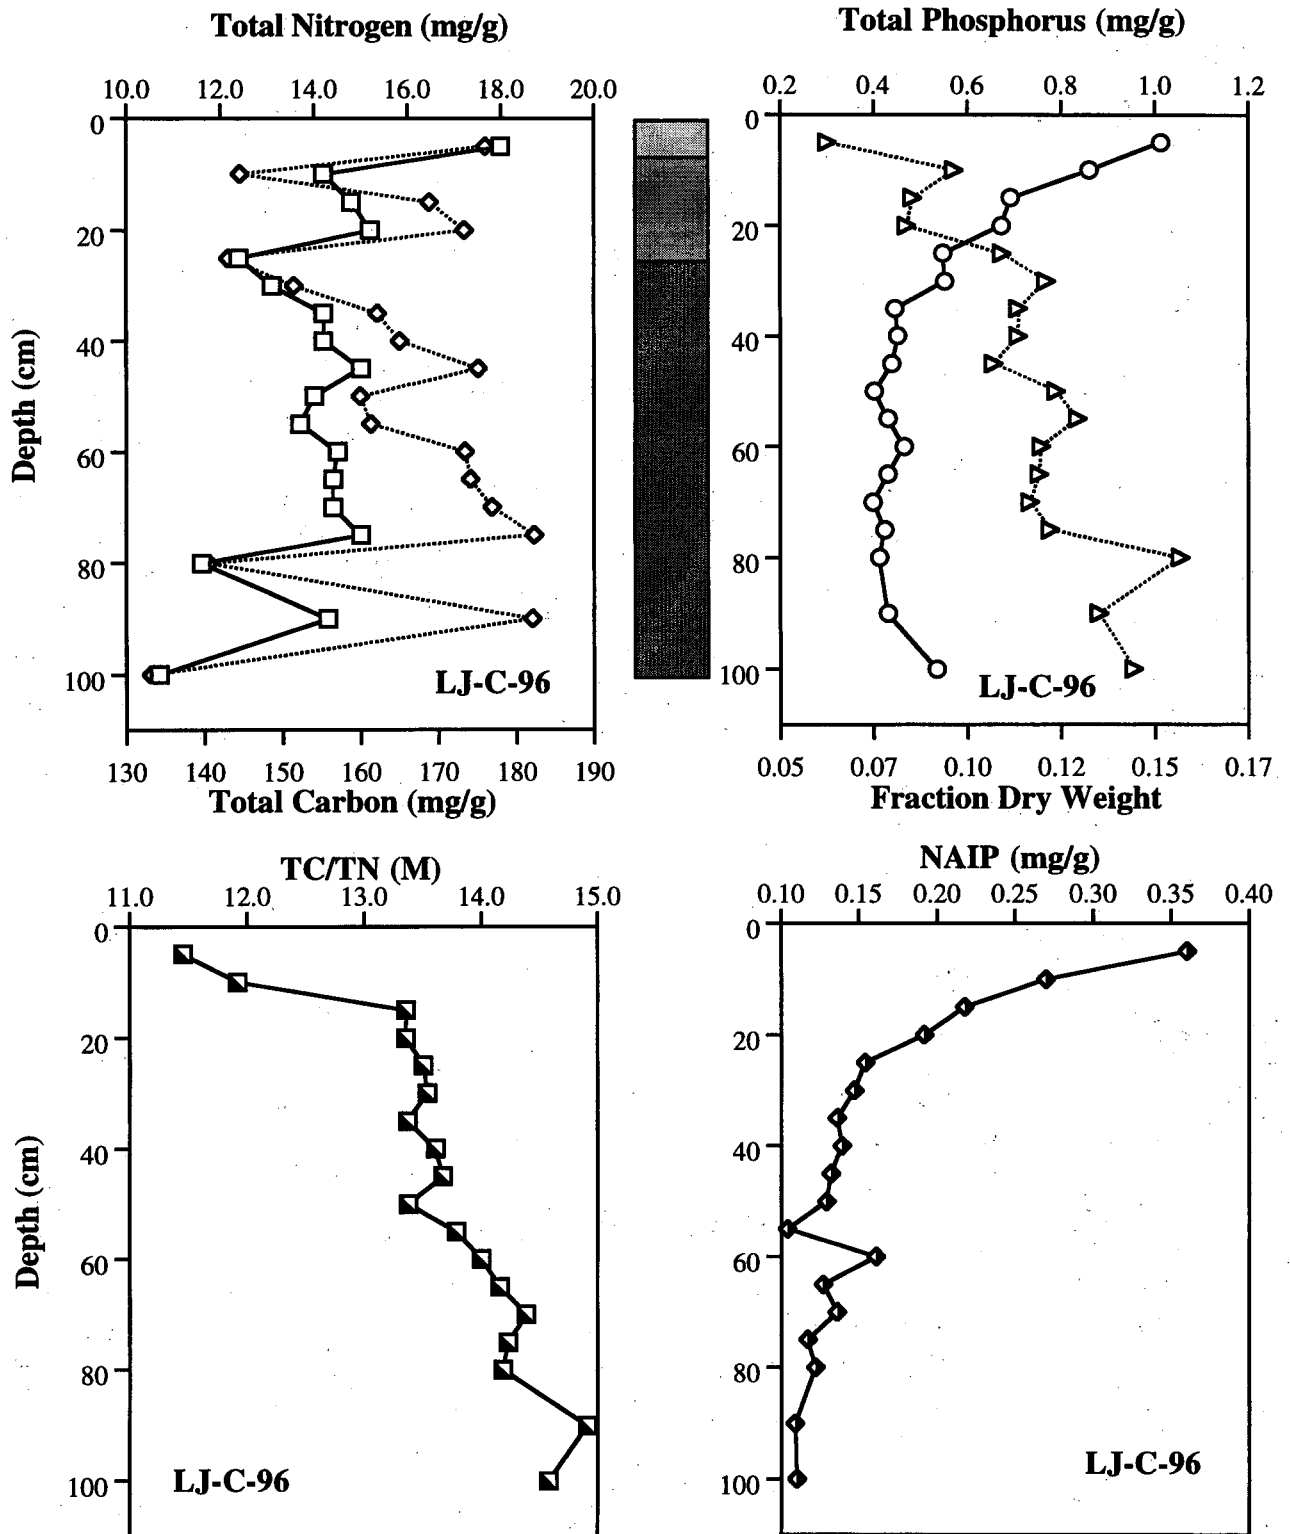 Total Nitrogen (mg/g)
10.0 12.0 14.0 16.0 18.0 20.0
0
20
40
60
80
100
Depth (cm)
LJ-C-96
130 140 150 160 170 180 190
Total Carbon (mg/g)
Total Phosphorus (mg/g)
0.2 0.4 0.6 0.8 1.0 1.2
0
20
40
60
80
100
LJ-C-96
0.05 0.07 0.10 0.12 0.15 0.17
Fraction Dry Weight
TC/TN (M)
11.0 12.0 13.0 14.0 15.0
0
20
40
60
80
100
Depth (cm)
LJ-C-96
NAIP (mg/g)
0.10 0.15 0.20 0.25 0.30 0.35 0.40
0
20
40
60
80
100
LJ-C-96